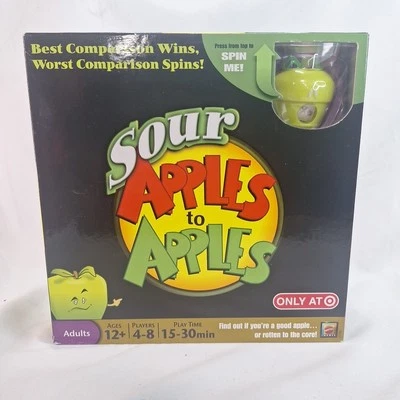 Best Comparison Wins,
Worst Comparison Spins!
Press from top to
SPIN
ME!
Sour
APPLES
to
APPLES
ONLY AT
Adults
AGES
12+
PLAYERS
4-8
PLAY TIME
15-30min
Find out if you're a good apple...
or rotten to the core!